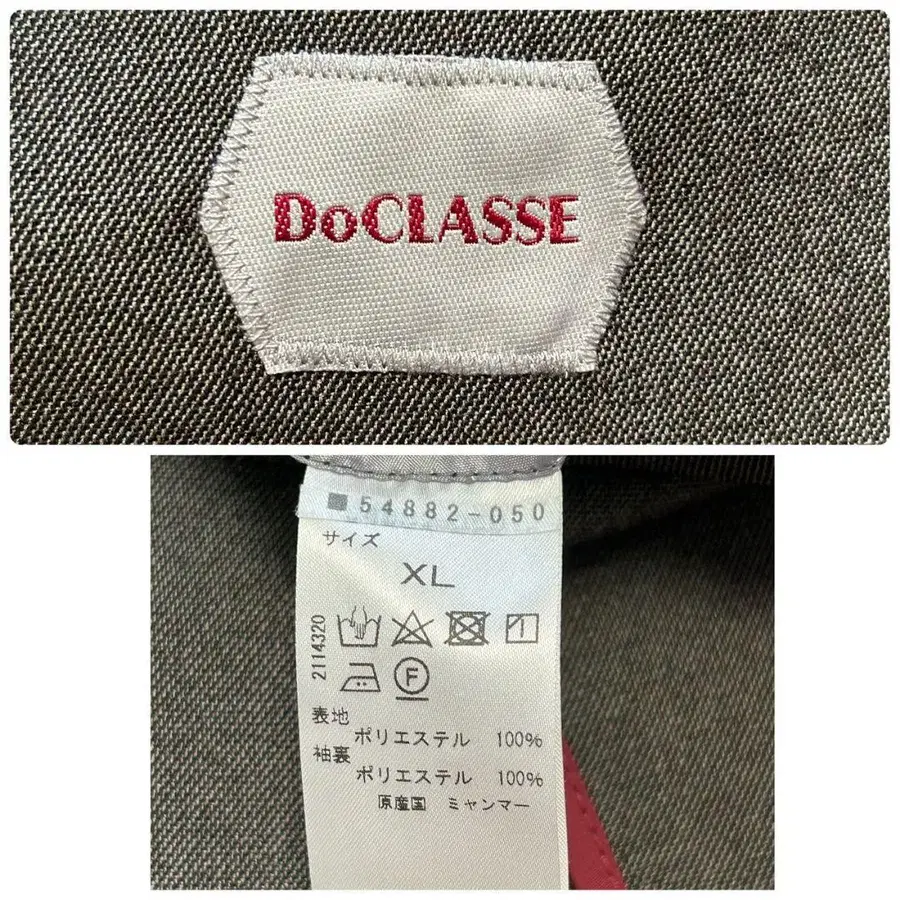 DoCLASSE
■54882-050
サイズ
XL
2114320
F
表地
ポリエステル 100%
袖裏
ポリエステル 100%
原産国 ミャンマー